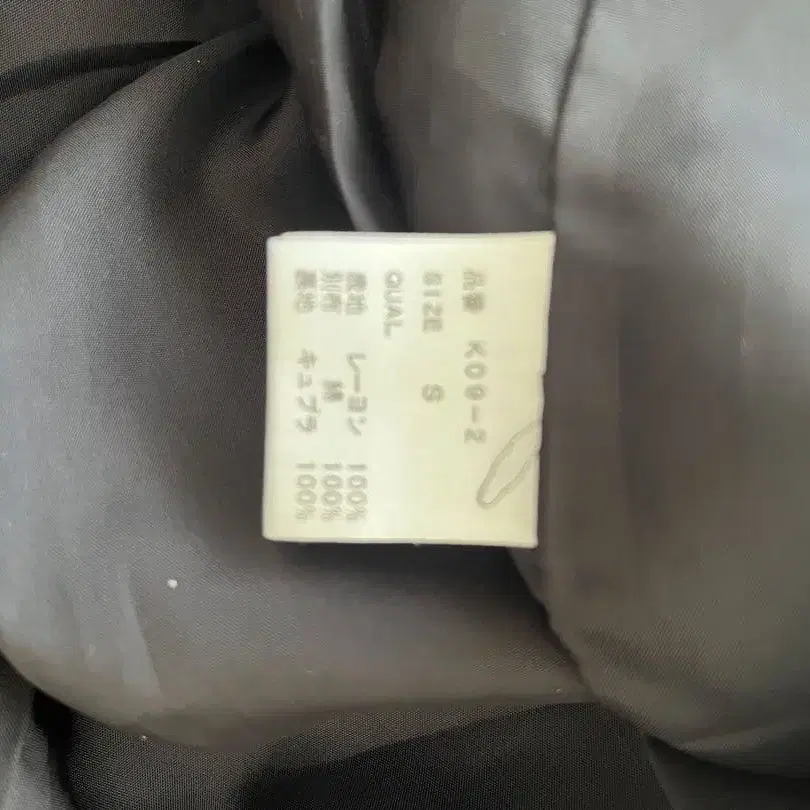 品番 K09-2
SIZE S
QUAL.
表地 レーヨン 100%
別布 綿 100%
裏地 キュプラ 100%